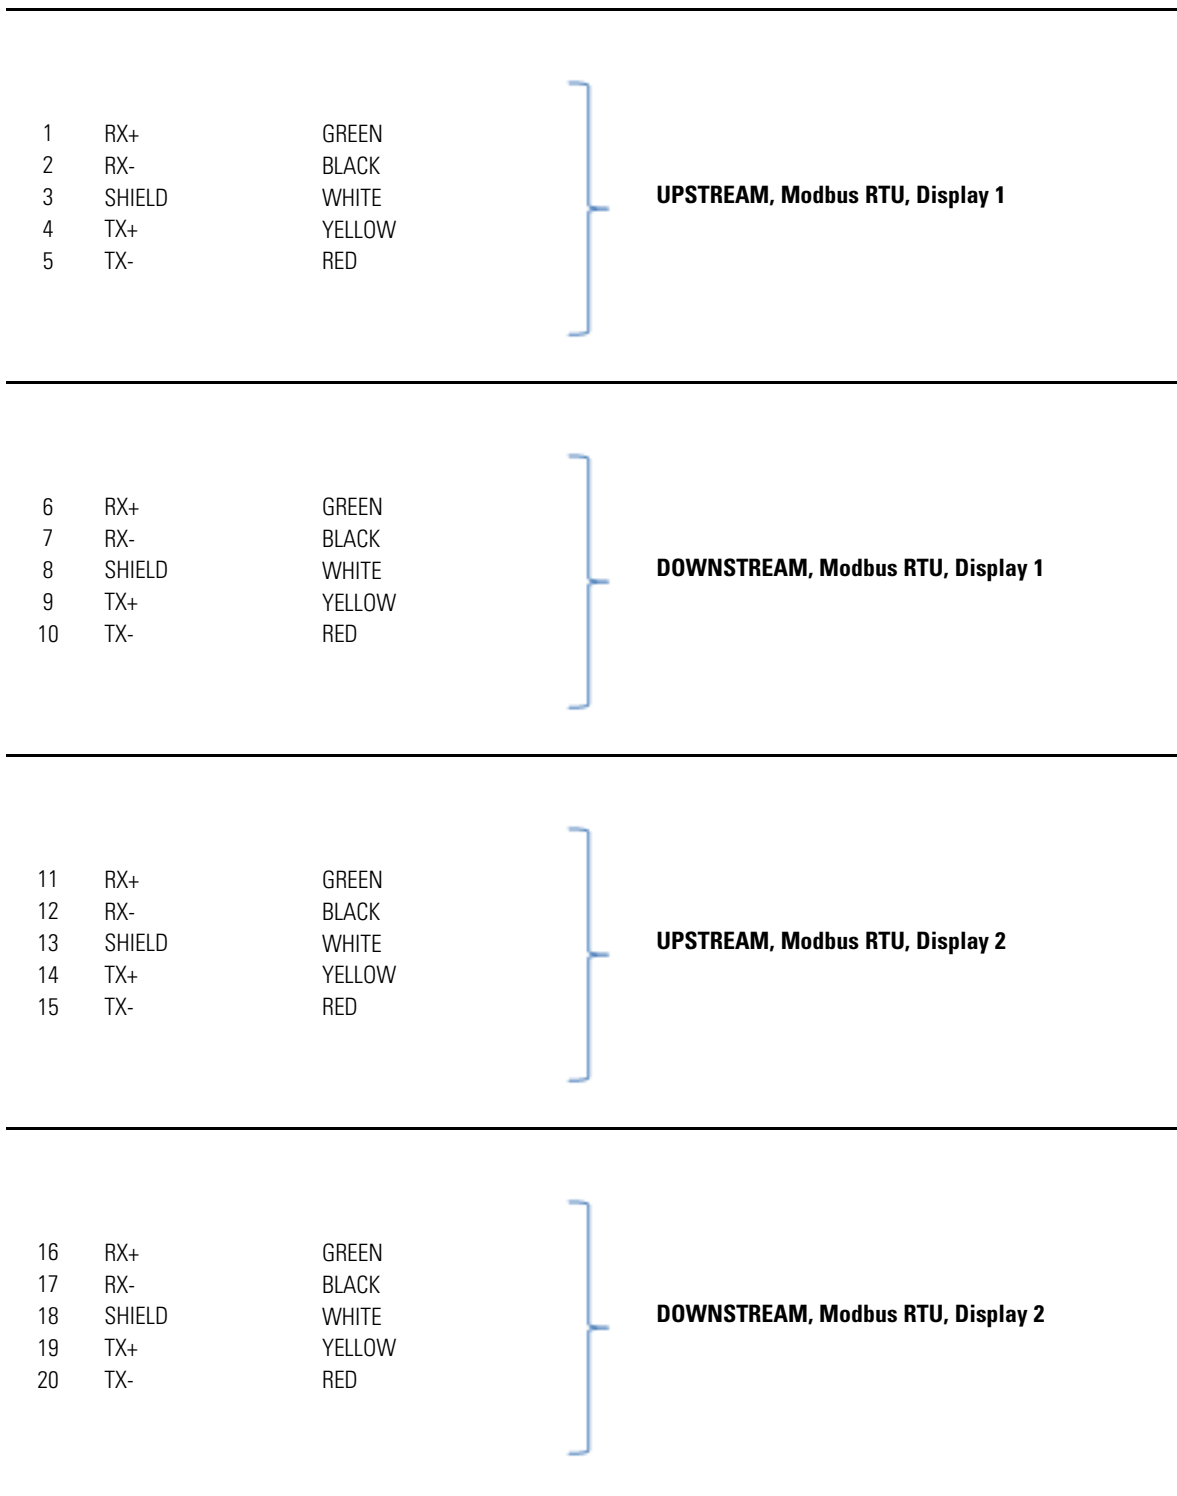 1 RX+ GREEN
2 RX- BLACK
3 SHIELD WHITE
4 TX+ YELLOW
5 TX- RED
UPSTREAM, Modbus RTU, Display 1
6 RX+ GREEN
7 RX- BLACK
8 SHIELD WHITE
9 TX+ YELLOW
10 TX- RED
DOWNSTREAM, Modbus RTU, Display 1
11 RX+ GREEN
12 RX- BLACK
13 SHIELD WHITE
14 TX+ YELLOW
15 TX- RED
UPSTREAM, Modbus RTU, Display 2
16 RX+ GREEN
17 RX- BLACK
18 SHIELD WHITE
19 TX+ YELLOW
20 TX- RED
DOWNSTREAM, Modbus RTU, Display 2